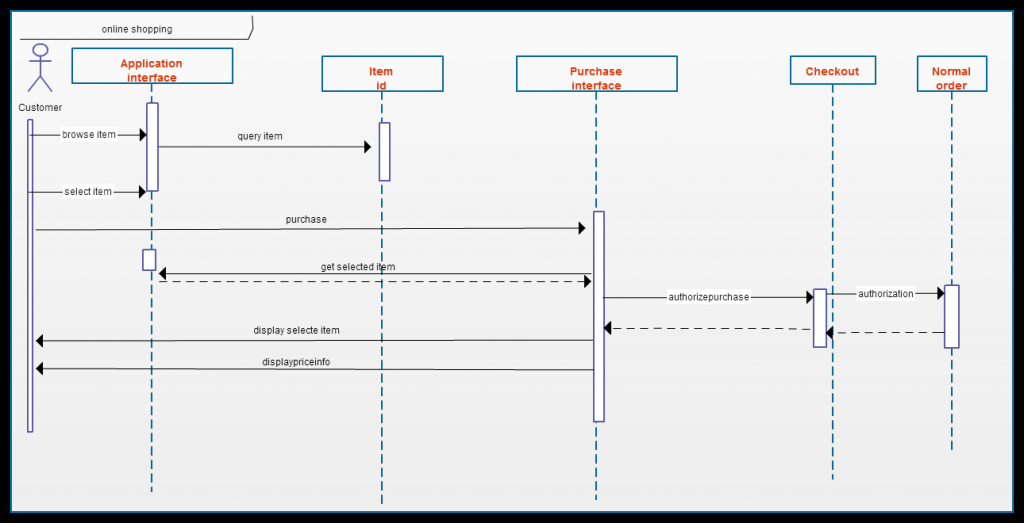 online shopping
Application
interface
Item
id
Purchase
interface
Checkout
Normal
order
Customer
browse item
query item
select item
purchase
get selected item
authorizepurchase
authorization
display selecte item
displaypriceinfo